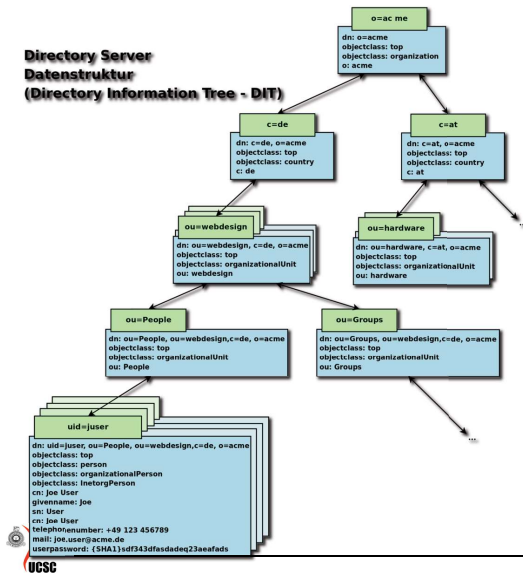 Directory Server
Datenstruktur
(Directory Information Tree - DIT)
o=ac me
dn: o=acme
objectclass: top
objectclass: organization
o: acme
c=de
dn: c=de, o=acme
objectclass: top
objectclass: country
c: de
c=at
dn: c=at, o=acme
objectclass: top
objectclass: country
c: at
...
ou=webdesign
dn: ou=webdesign, c=de, o=acme
objectclass: top
objectclass: organizationalUnit
ou: webdesign
ou=hardware
dn: ou=hardware, c=at, o=acme
objectclass: top
objectclass: organizationalUnit
ou: hardware
ou=People
dn: ou=People, ou=webdesign,c=de, o=acme
objectclass: top
objectclass: organizationalUnit
ou: People
ou=Groups
dn: ou=Groups, ou=webdesign,c=de, o=acme
objectclass: top
objectclass: organizationalUnit
ou: Groups
...
uid=juser
dn: uid=juser, ou=People, ou=webdesign,c=de, o=acme
objectclass: top
objectclass: person
objectclass: organizationalPerson
objectclass: inetorgPerson
cn: Joe User
givenname: Joe
sn: User
cn: Joe User
telephonenumber: +49 123 456789
mail: joe.user@acme.de
userpassword: {SHA1}sdf343dfasdadeq23aeafads
UCSC